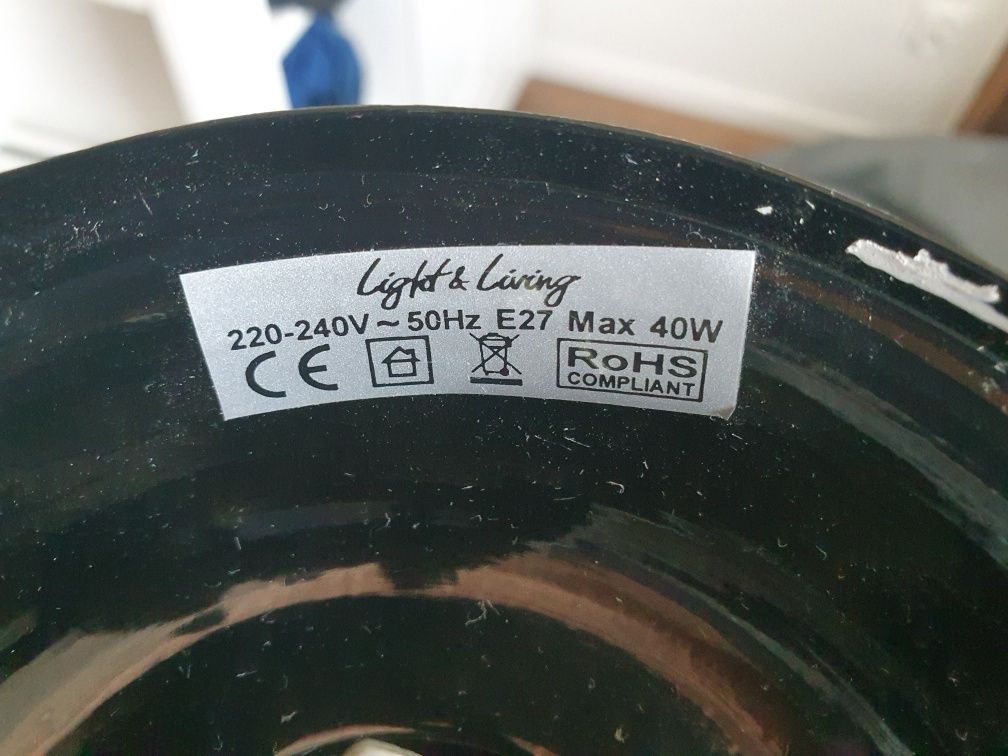 Light & Living
220-240V ~ 50Hz E27 Max 40W
CE
RoHS
COMPLIANT